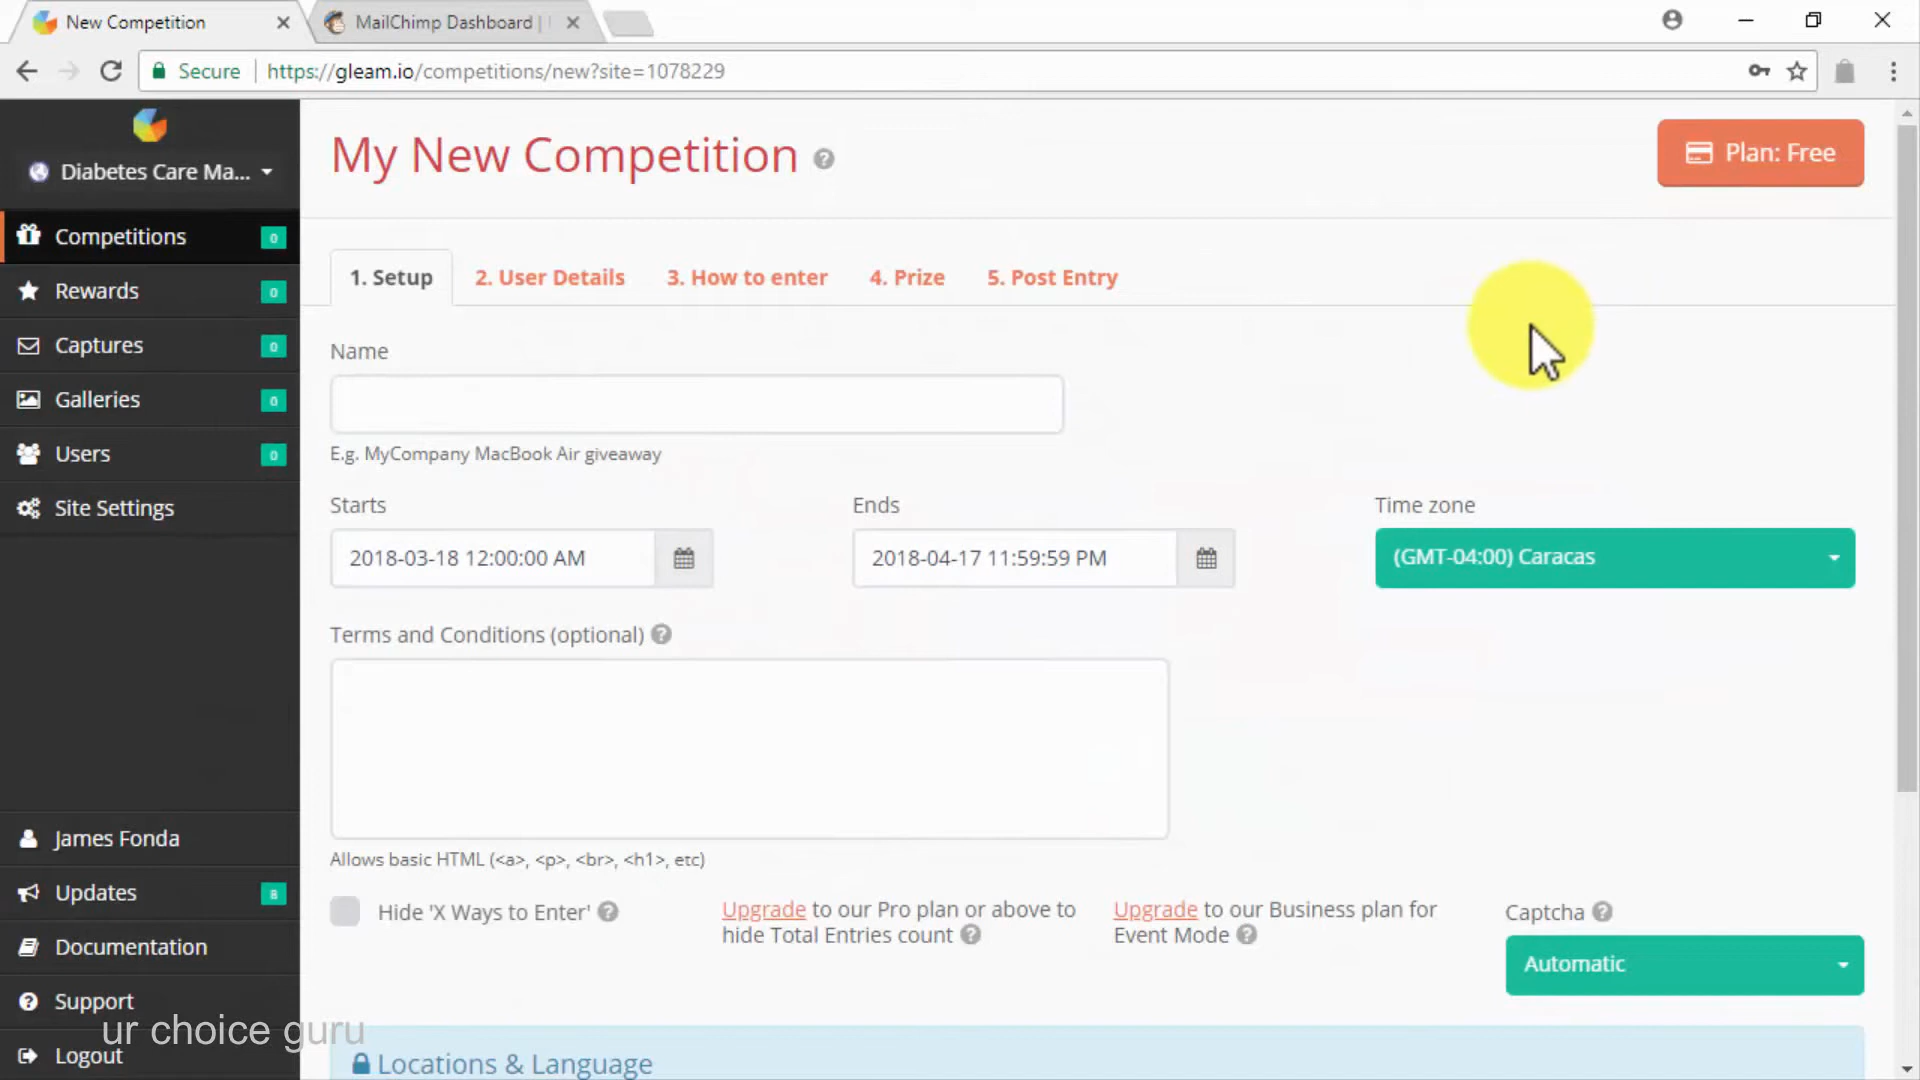 New Competition
MailChimp Dashboard |
Secure
https://gleam.io/competitions/new?site=1078229
Diabetes Care Ma...
Competitions 0
Rewards 0
Captures 0
Galleries 0
Users 0
Site Settings
James Fonda
Updates 8
Documentation
Support
Logout
ur choice guru
My New Competition
Plan: Free
1. Setup 2. User Details 3. How to enter 4. Prize 5. Post Entry
Name
E.g. MyCompany MacBook Air giveaway
Starts Ends Time zone
2018-03-18 12:00:00 AM 2018-04-17 11:59:59 PM (GMT-04:00) Caracas
Terms and Conditions (optional)
Allows basic HTML (<a>, <p>, <br>, <h1>, etc)
Hide 'X Ways to Enter'
Upgrade to our Pro plan or above to
hide Total Entries count
Upgrade to our Business plan for
Event Mode
Captcha
Automatic
Locations & Language